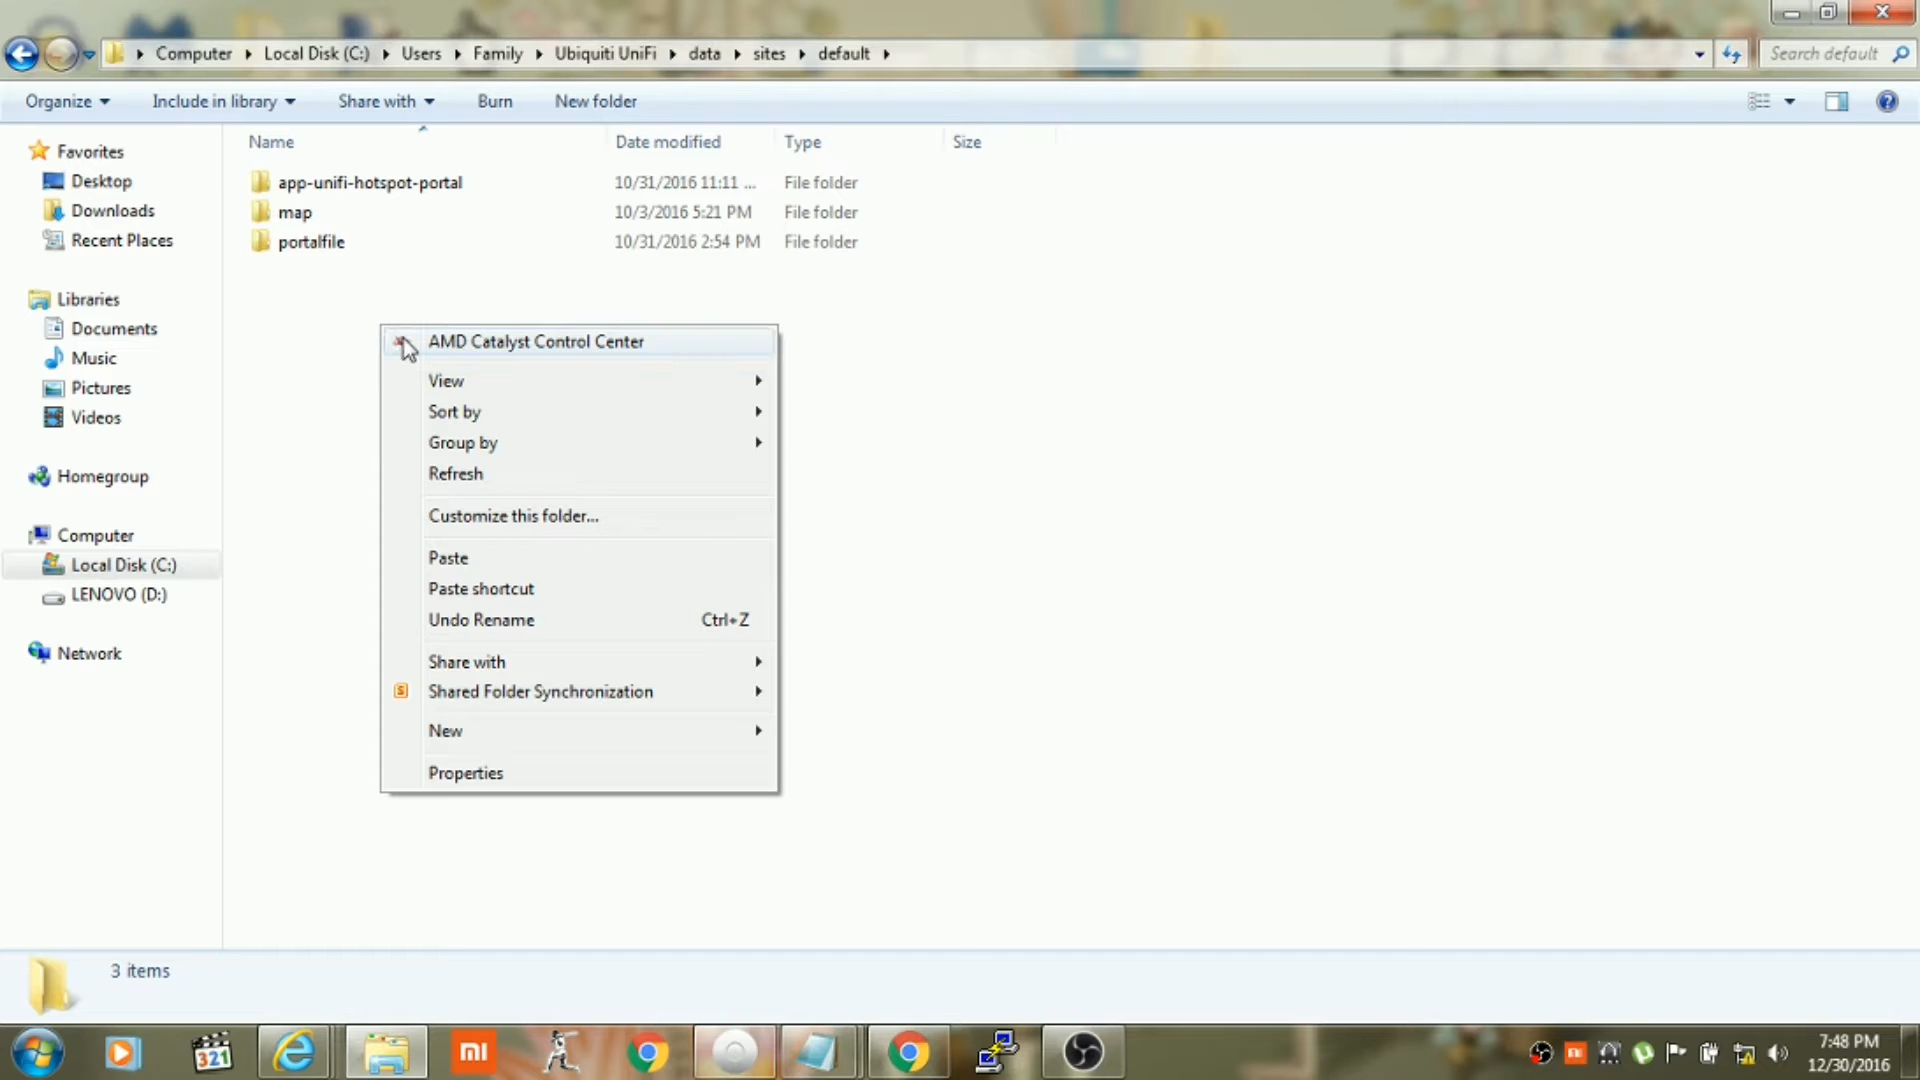 Computer Local Disk (C:) Users Family Ubiquiti UniFi data sites default Search default
Organize Include in library Share with Burn New folder
Favorites
Desktop
Downloads
Recent Places
Libraries
Documents
Music
Pictures
Videos
Homegroup
Computer
Local Disk (C:)
LENOVO (D:)
Network
Name Date modified Type Size
app-unifi-hotspot-portal 10/31/2016 11:11 ... File folder
map 10/3/2016 5:21 PM File folder
portalfile 10/31/2016 2:54 PM File folder
AMD Catalyst Control Center
View
Sort by
Group by
Refresh
Customize this folder...
Paste
Paste shortcut
Undo Rename Ctrl+Z
Share with
S Shared Folder Synchronization
New
Properties
3 items
321
mi
mi
7:48 PM
12/30/2016